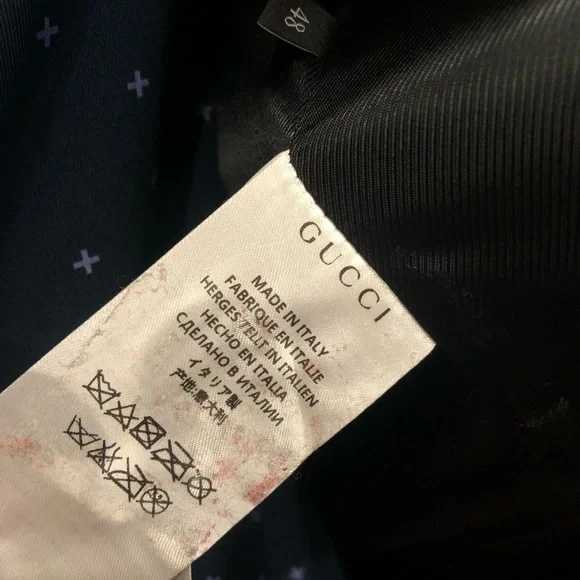 48
GUCCI
MADE IN ITALY
FABRIQUE EN ITALIE
HERGESTELLT IN ITALIEN
HECHO EN ITALIA
СДЕЛАНО В ИТАЛИИ
イタリア製
产地:意大利